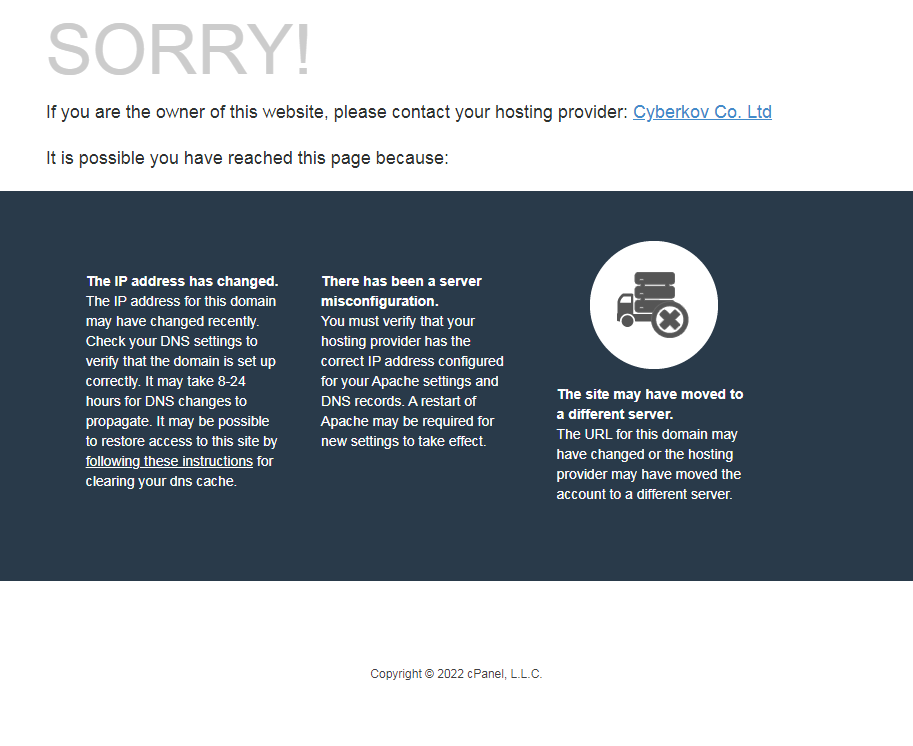 SORRY!
If you are the owner of this website, please contact your hosting provider: Cyberkov Co. Ltd
It is possible you have reached this page because:
The IP address has changed.
The IP address for this domain
may have changed recently.
Check your DNS settings to
verify that the domain is set up
correctly. It may take 8-24
hours for DNS changes to
propagate. It may be possible
to restore access to this site by
following these instructions for
clearing your dns cache.
There has been a server
misconfiguration.
You must verify that your
hosting provider has the
correct IP address configured
for your Apache settings and
DNS records. A restart of
Apache may be required for
new settings to take effect.
The site may have moved to
a different server.
The URL for this domain may
have changed or the hosting
provider may have moved the
account to a different server.
Copyright © 2022 cPanel, L.L.C.